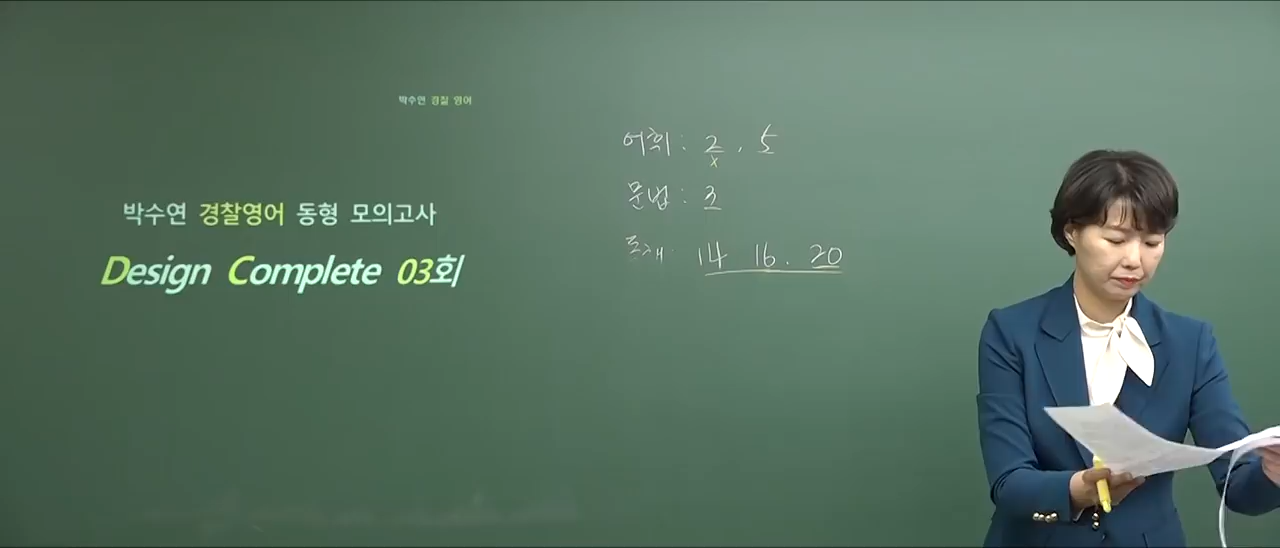 박수연 경찰 영어
박수연 경찰영어 동형 모의고사
Design Complete 03회
어휘 : 2 . 5
x
문법 : 3
독해 14 16 . 20